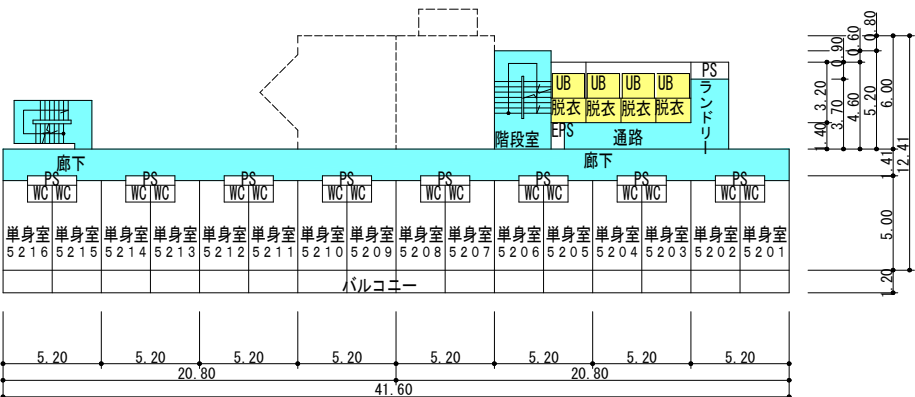 0.80
0.60
0.90
PS
UB UB UB UB
ランドリー
脱衣 脱衣 脱衣 脱衣
3.20
3.70
4.60
5.20
6.00
12.41
1.40
EPS
階段室
通路
廊下
廊下
1.41
PS PS PS PS PS PS PS PS
WC WC WC WC WC WC WC WC WC WC WC WC WC WC WC WC
単身室 単身室 単身室 単身室 単身室 単身室 単身室 単身室 単身室 単身室 単身室 単身室 単身室 単身室 単身室 単身室
5216 5215 5214 5213 5212 5211 5210 5209 5208 5207 5206 5205 5204 5203 5202 5201
5.00
バルコニー
1.20
5.20 5.20 5.20 5.20 5.20 5.20 5.20 5.20
20.80 20.80
41.60